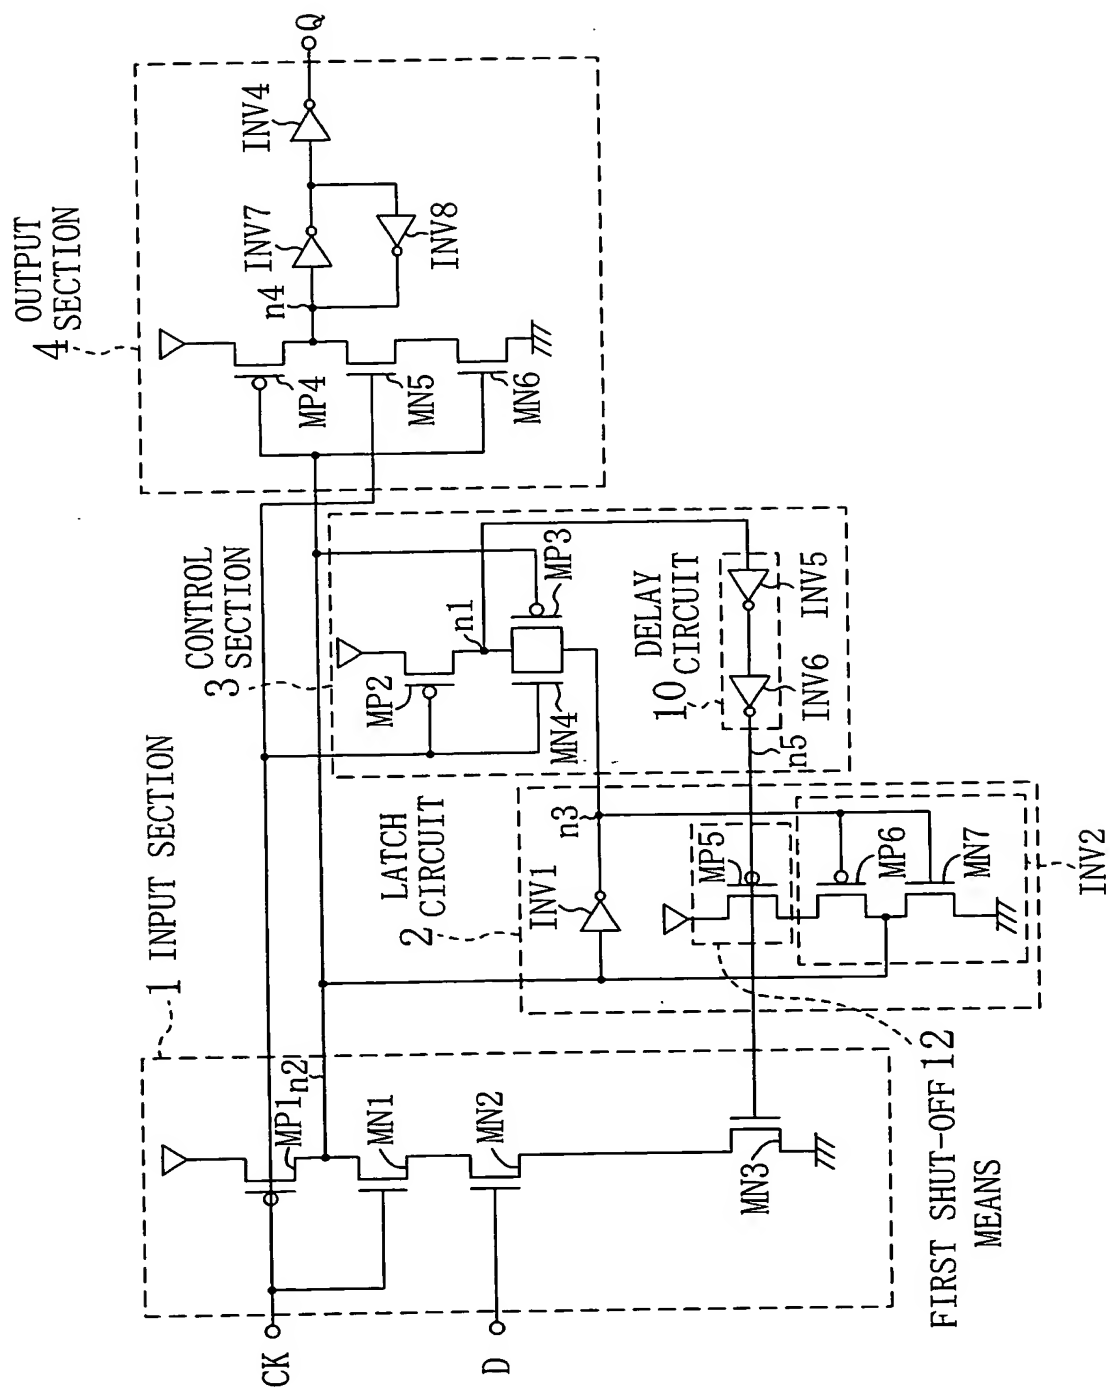 4 OUTPUT
SECTION
INV4
Q
INV7
INV8
n4
MP4
MN5
MN6
3 CONTROL
SECTION
MP2
n1
MP3
MN4
DELAY
10 CIRCUIT
INV5
INV6
n5
1 INPUT SECTION
LATCH
2 CIRCUIT
n3
INV1
MP5
MP6
MN7
INV2
n2
MP1
MN1
MN2
MN3
CK
D
FIRST SHUT-OFF 12
MEANS